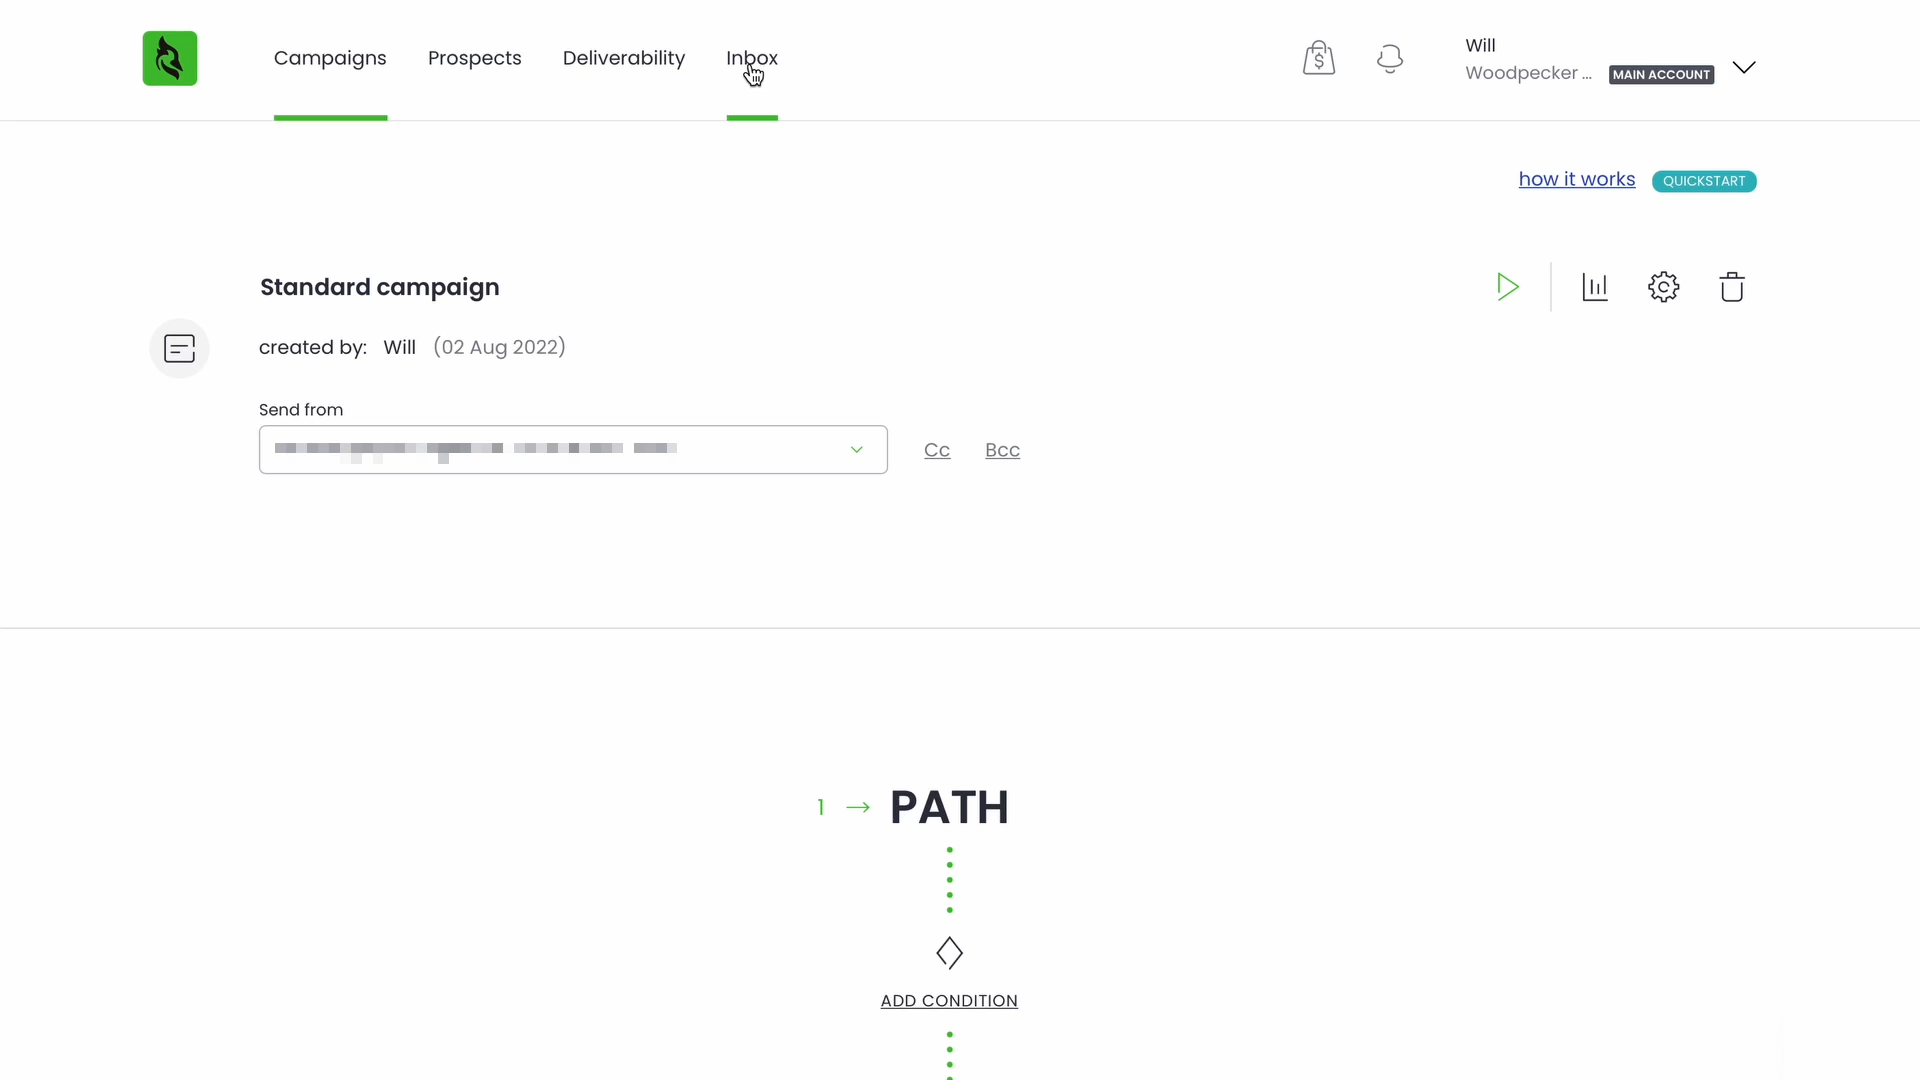 Campaigns Prospects Deliverability Inbox
Will
Woodpecker ... MAIN ACCOUNT
how it works QUICKSTART
Standard campaign
created by: Will (02 Aug 2022)
Send from
Cc Bcc
1 → PATH
ADD CONDITION